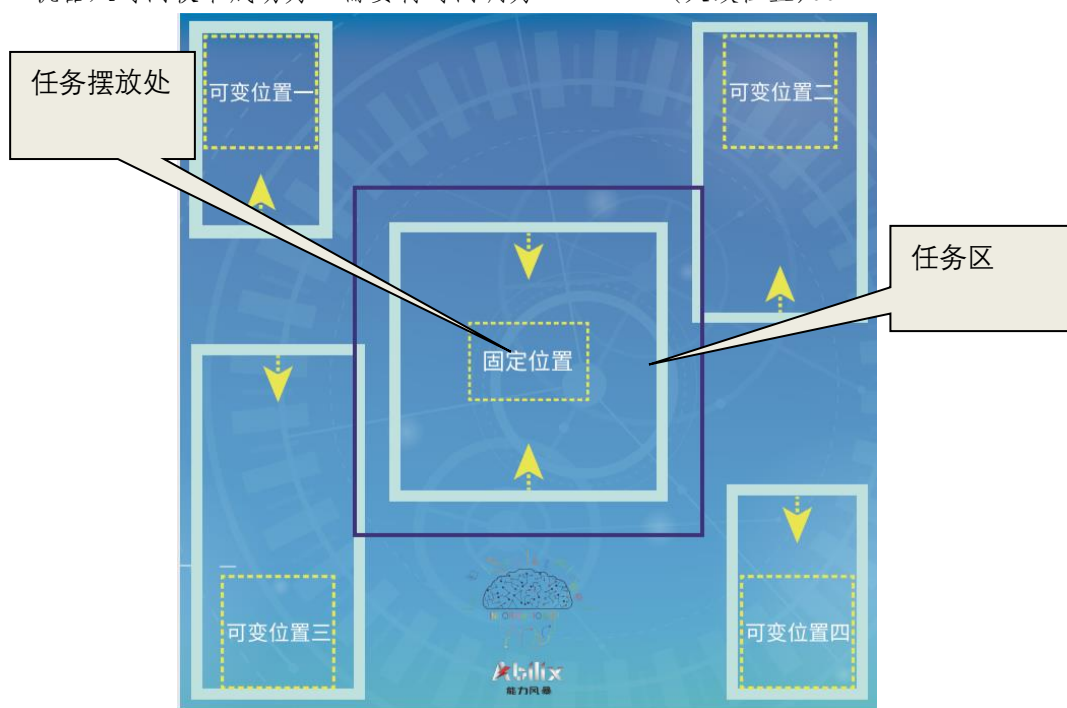 任务摆放处
可变位置一
可变位置二
任务区
固定位置
可变位置三
可变位置四
Abilix
能力风暴